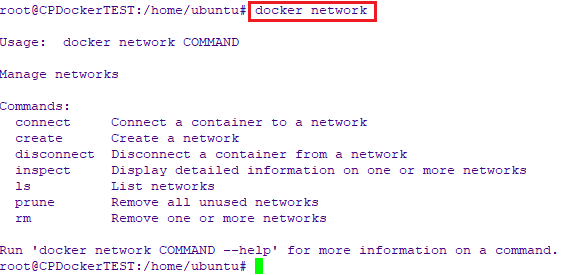 root@CPDockerTEST:/home/ubuntu# docker network
Usage:  docker network COMMAND
Manage networks
Commands:
  connect     Connect a container to a network
  create      Create a network
  disconnect  Disconnect a container from a network
  inspect     Display detailed information on one or more networks
  ls          List networks
  prune       Remove all unused networks
  rm          Remove one or more networks
Run 'docker network COMMAND --help' for more information on a command.
root@CPDockerTEST:/home/ubuntu#